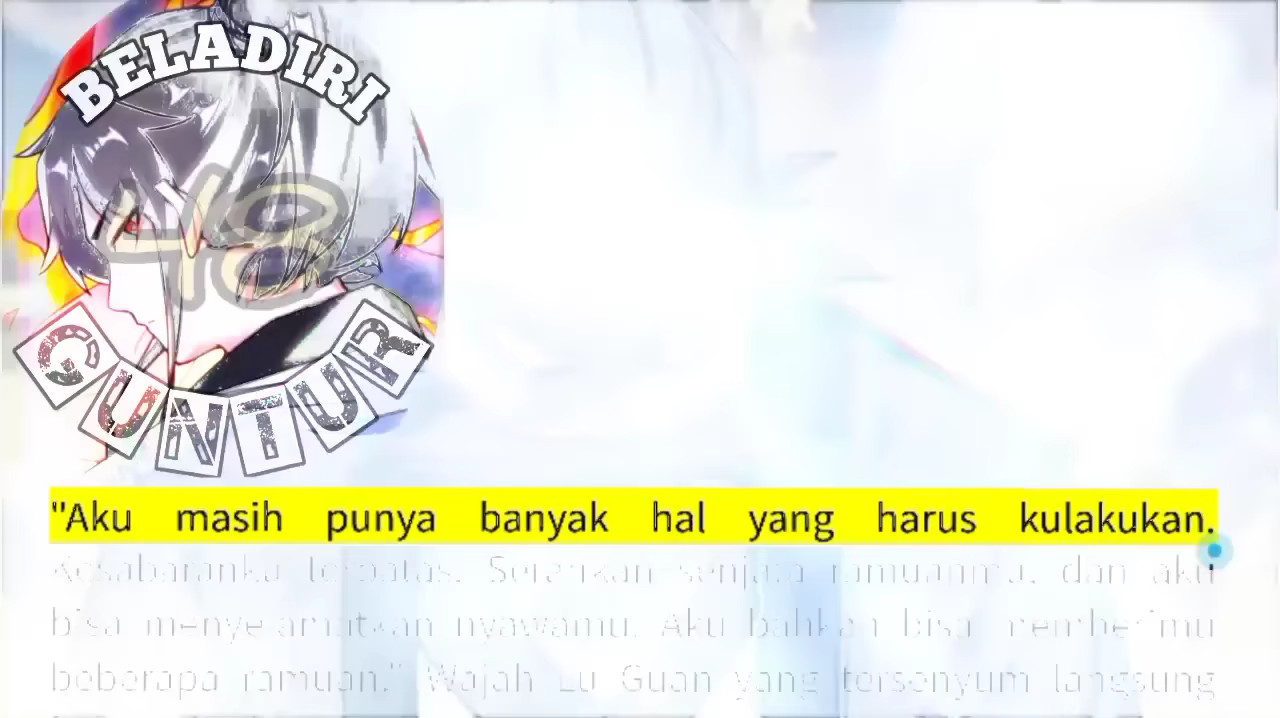 BELADIRI
GUNTUR
"Aku masih punya banyak hal yang harus kulakukan.
Kesabaranku terbatas. Serahkan senjata ramuanmu, dan aku
bisa menyelamatkan nyawamu. Aku bahkan bisa memberimu
beberapa ramuan." Wajah Lu Guan yang tersenyum langsung